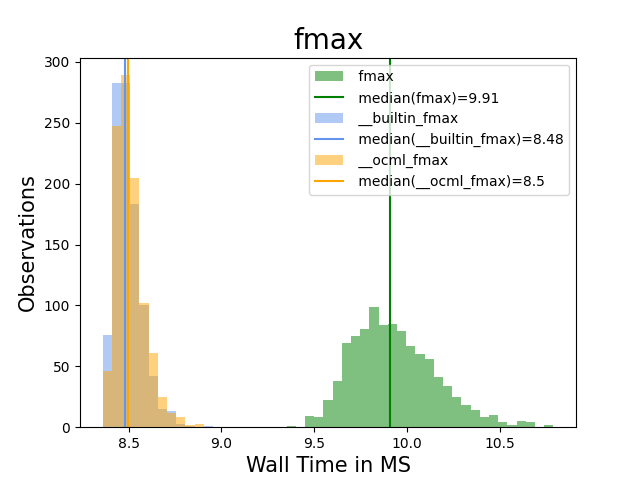 fmax
300
250
200
150
100
50
0
Observations
8.5 9.0 9.5 10.0 10.5
Wall Time in MS
fmax
median(fmax)=9.91
__builtin_fmax
median(__builtin_fmax)=8.48
__ocml_fmax
median(__ocml_fmax)=8.5